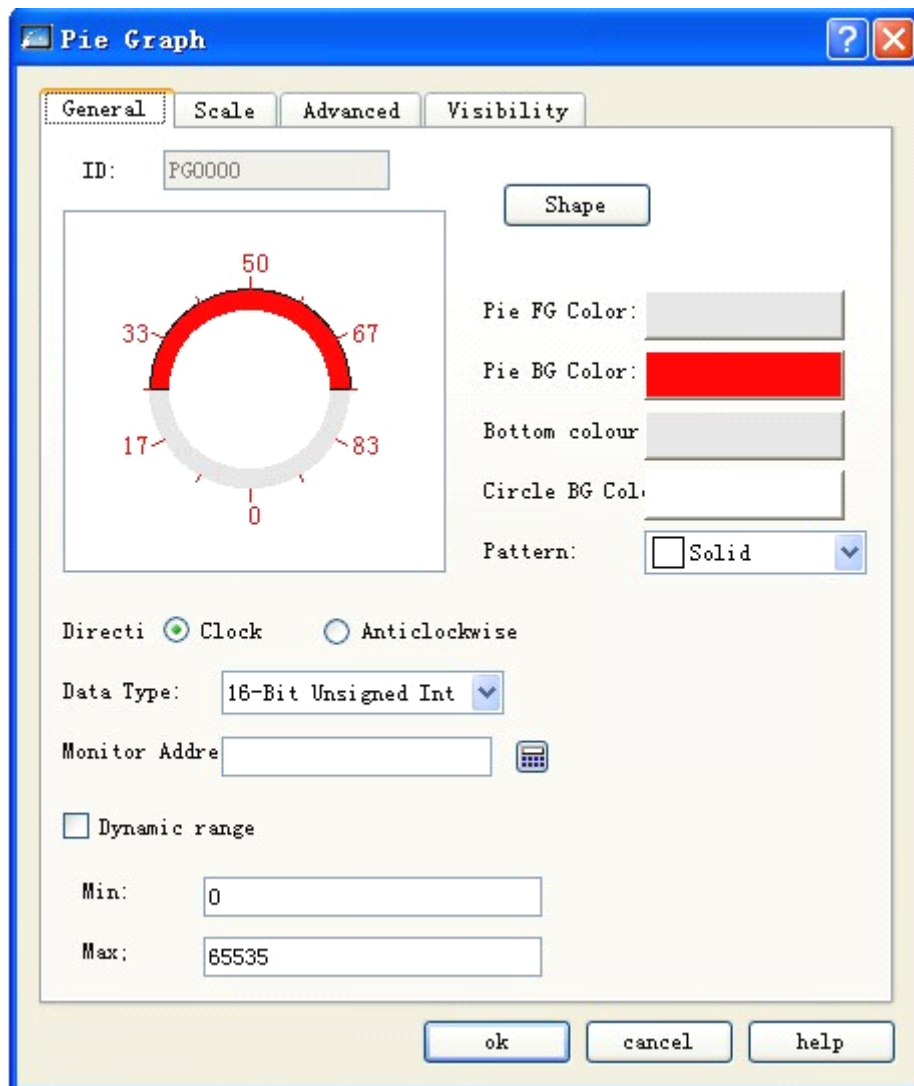 Pie Graph
General Scale Advanced Visibility
ID: PG0000
Shape
50
33 67
17 83
0
Pie FG Color:
Pie BG Color:
Bottom colour
Circle BG Col
Pattern: Solid
Directi Clock Anticlockwise
Data Type: 16-Bit Unsigned Int
Monitor Addre
Dynamic range
Min: 0
Max; 65535
ok cancel help